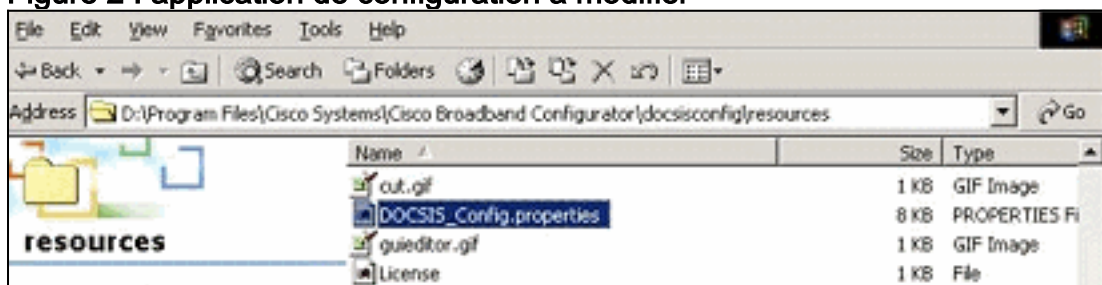 Figure 2 l'application de configuration à modifier
File Edit View Favorites Tools Help
Back Search Folders
Address D:\Program Files\Cisco Systems\Cisco Broadband Configurator\docsisconfig\resources Go
Name Size Type
cut.gif 1 KB GIF Image
DOCSIS_Config.properties 8 KB PROPERTIES Fi
guieditor.gif 1 KB GIF Image
resources
License 1 KB File